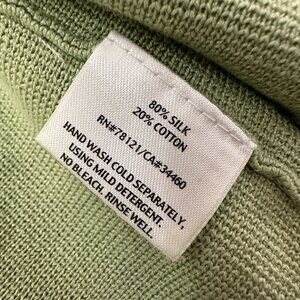 80% SILK
20% COTTON
RN#78121/CA#34460
HAND WASH COLD SEPARATELY,
USING MILD DETERGENT.
NO BLEACH. RINSE WELL.